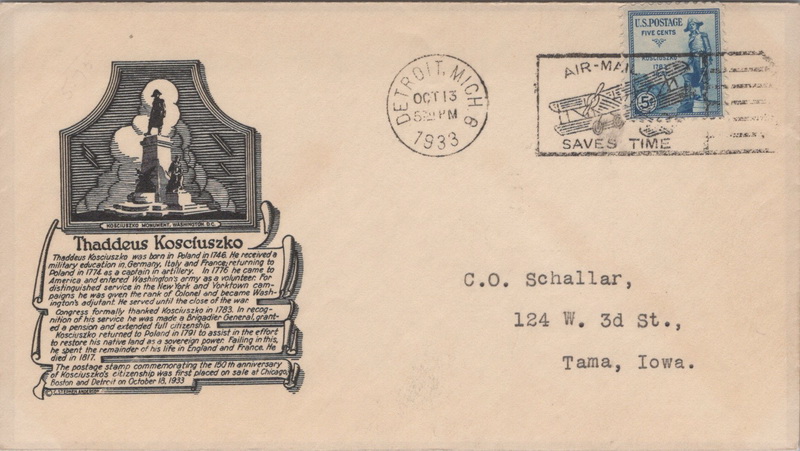 KOSCIUSZKO MONUMENT, WASHINGTON, D.C.
Thaddeus Kosciuszko
Thaddeus Kosciuszko was born in Poland in 1746. He received a
military education in Germany, Italy and France; returning to
Poland in 1774 as a captain in artillery. In 1776 he came to
America and entered Washington's army as a volunteer. For
distinguished service in the New York and Yorktown cam-
paigns he was given the rank of Colonel and became Wash-
ington's adjutant. He served until the close of the war.
Congress formally thanked Kosciuszko in 1783. In recog-
nition of his service he was made a Brigadier General, grant-
ed a pension and extended full citizenship.
Kosciuszko returned to Poland in 1791 to assist in the effort
to restore his native land as a sovereign power. Failing in this,
he spent the remainder of his life in England and France. He
died in 1817.
The postage stamp commemorating the 150th anniversary
of Kosciuszko's citizenship was first placed on sale at Chicago,
Boston and Detroit on October 13, 1933
DETROIT, MICH. 6
OCT 13
PM
1933
AIR-MAIL
SAVES TIME
U.S. POSTAGE
FIVE CENTS
KOSCIUSZKO
5¢
C.O. Schallar,
124 W. 3d St.,
Tama, Iowa.